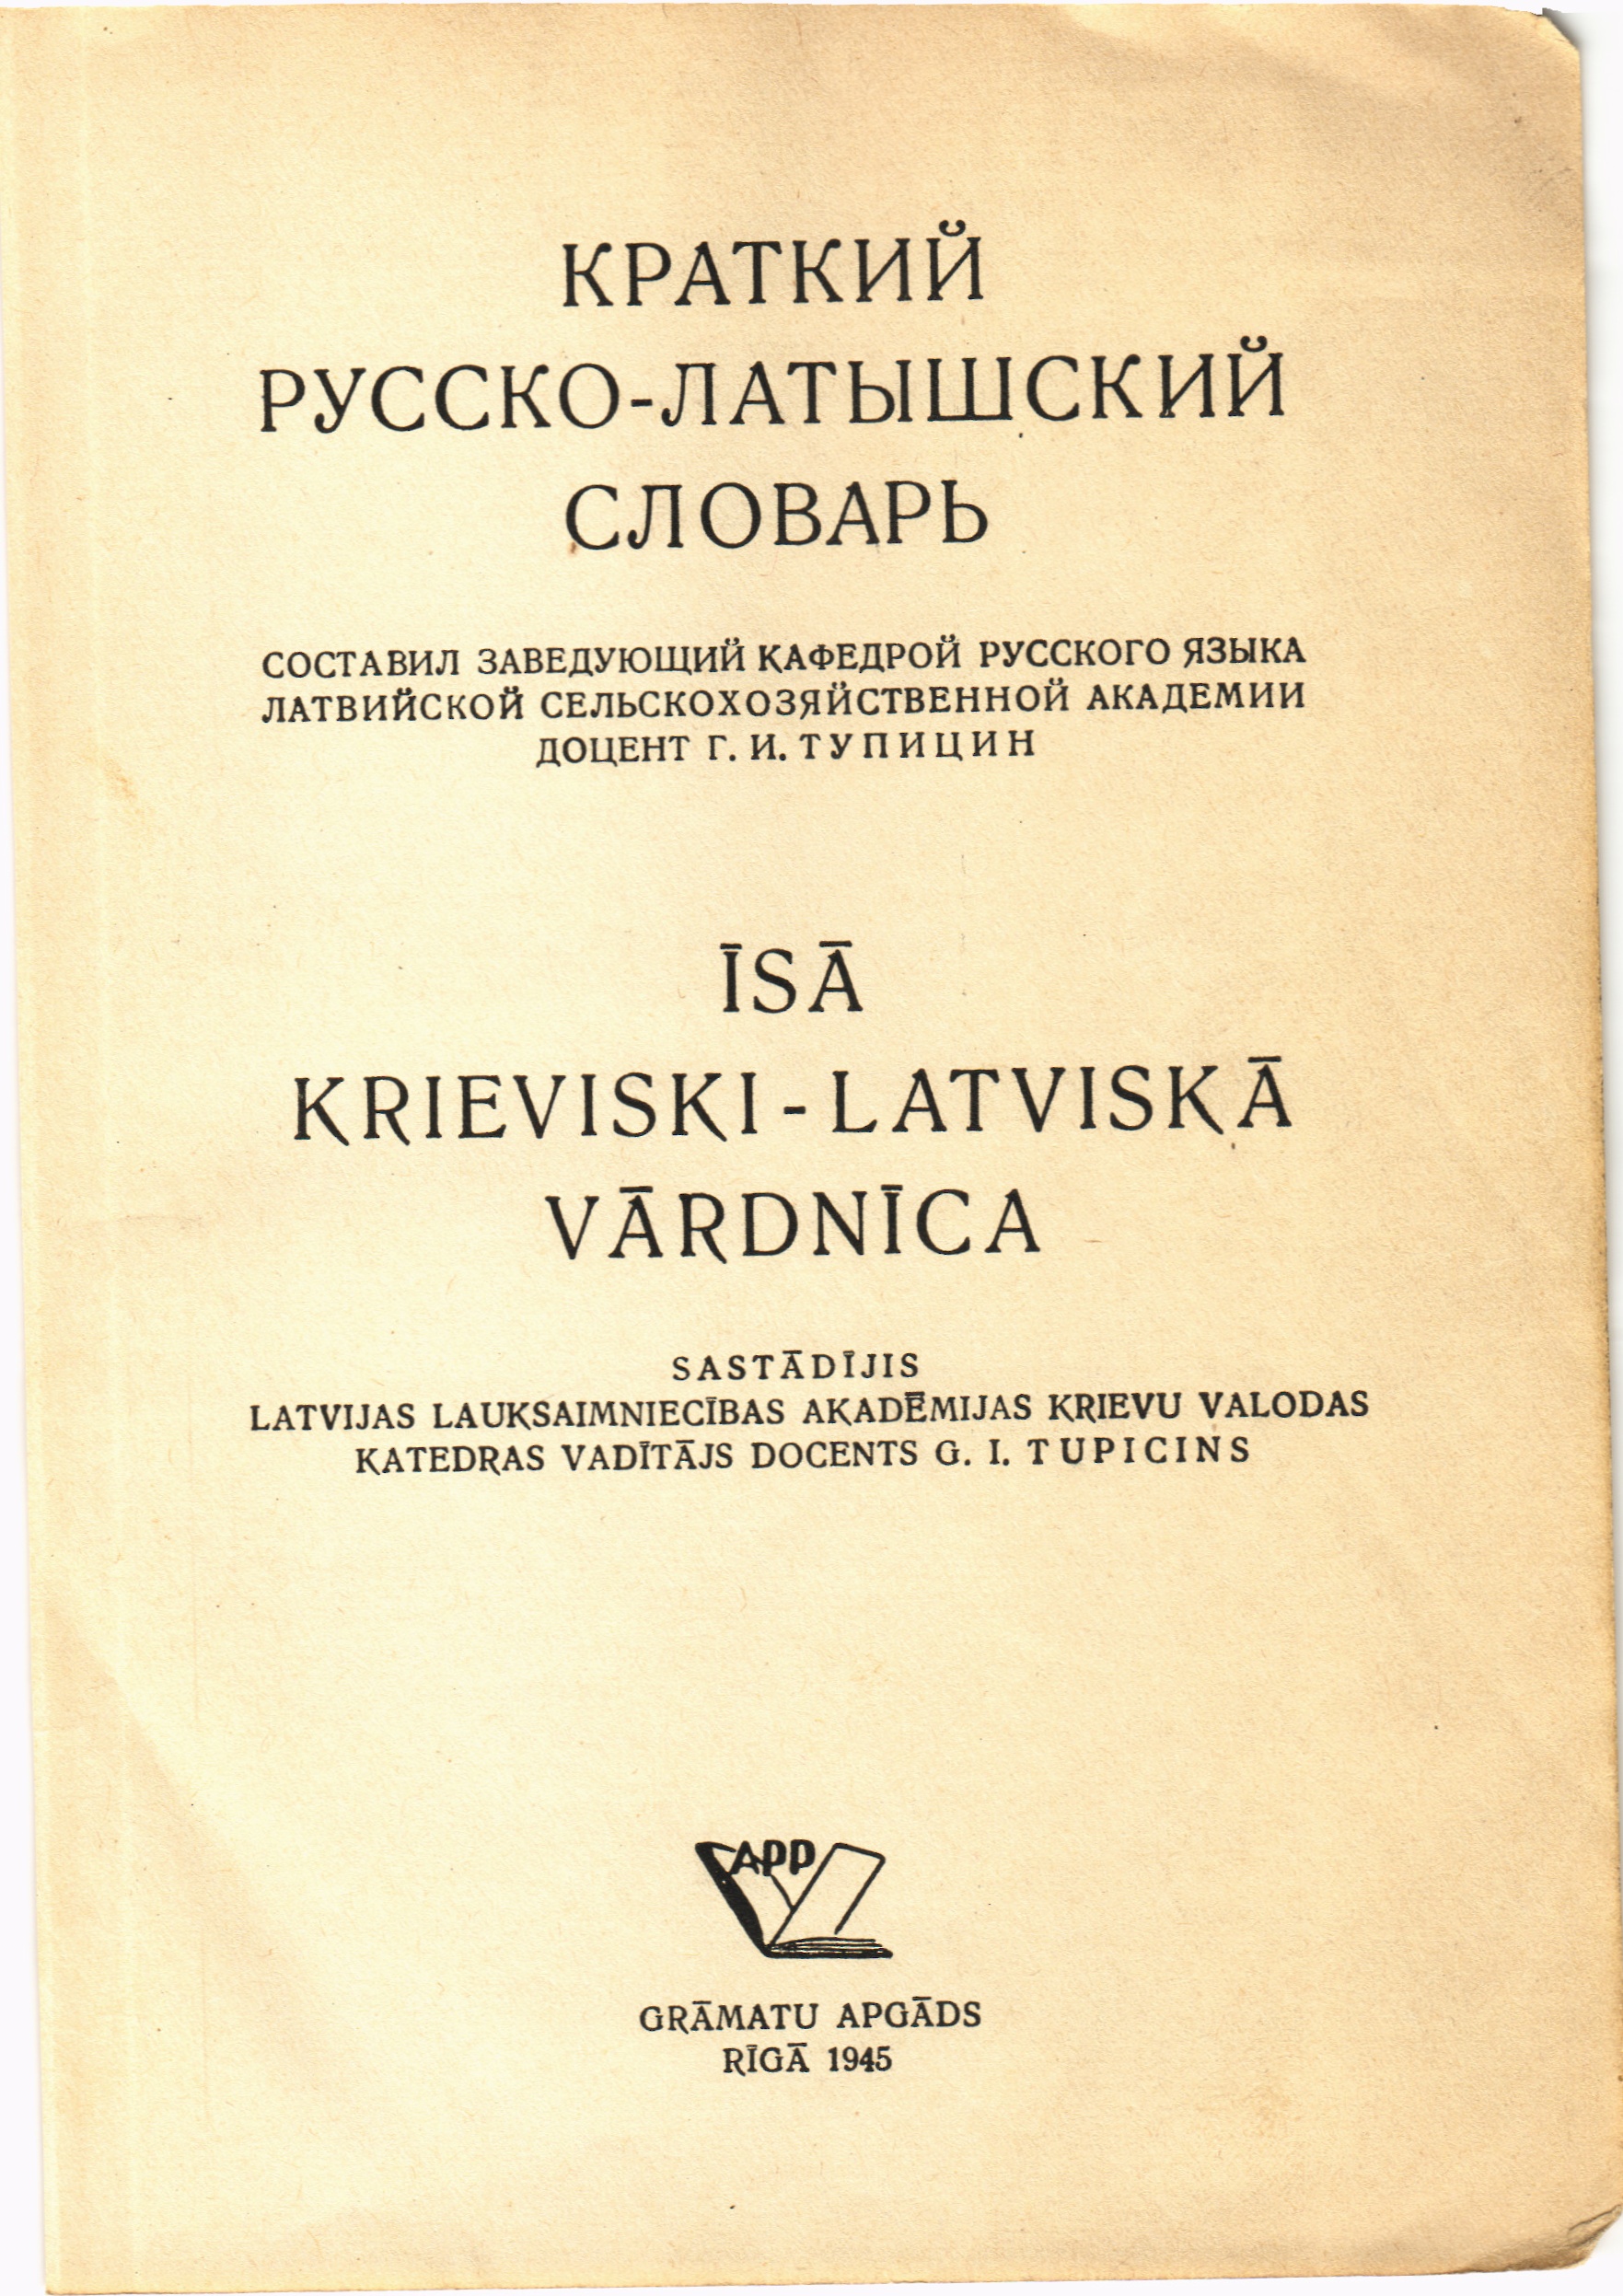 КРАТКИЙ
РУССКО-ЛАТЫШСКИЙ
СЛОВАРЬ
СОСТАВИЛ ЗАВЕДУЮЩИЙ КАФЕДРОЙ РУССКОГО ЯЗЫКА
ЛАТВИЙСКОЙ СЕЛЬСКОХОЗЯЙСТВЕННОЙ АКАДЕМИИ
ДОЦЕНТ Г. И. ТУПИЦИН
ĪSĀ
KRIEVISKI-LATVISKĀ
VĀRDNĪCA
SASTĀDĪJIS
LATVIJAS LAUKSAIMNIECĪBAS AKADĒMIJAS KRIEVU VALODAS
KATEDRAS VADĪTĀJS DOCENTS G. I. TUPICINS
APP
GRĀMATU APGĀDS
RĪGĀ 1945